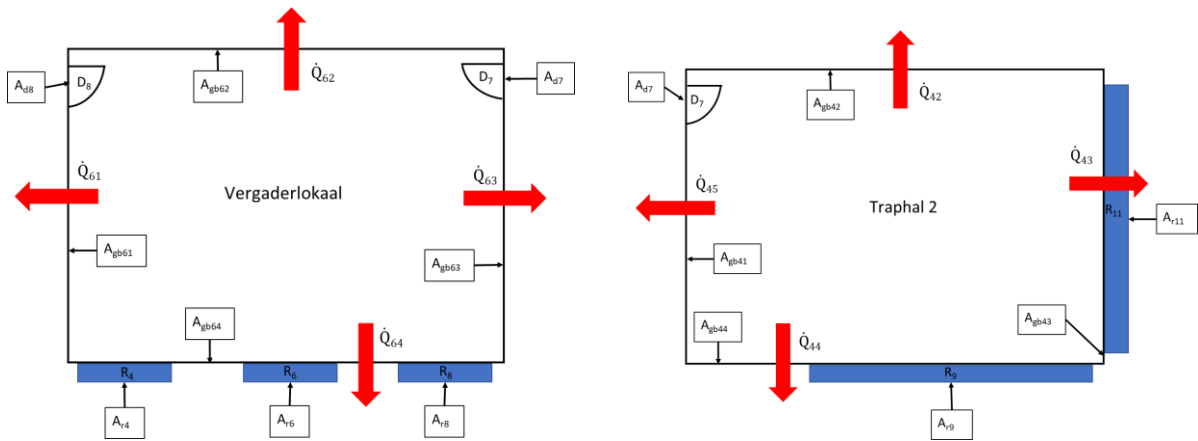 A_d8
D_8
A_gb62
Q̇_62
D_7
A_d7
Q̇_61
Vergaderlokaal
Q̇_63
A_gb61
A_gb63
A_gb64
Q̇_64
R_4
R_6
R_8
A_r4
A_r6
A_r8
A_d7
D_7
A_gb42
Q̇_42
Q̇_45
Traphal 2
Q̇_43
R_11
A_r11
A_gb41
A_gb44
A_gb43
Q̇_44
R_9
A_r9